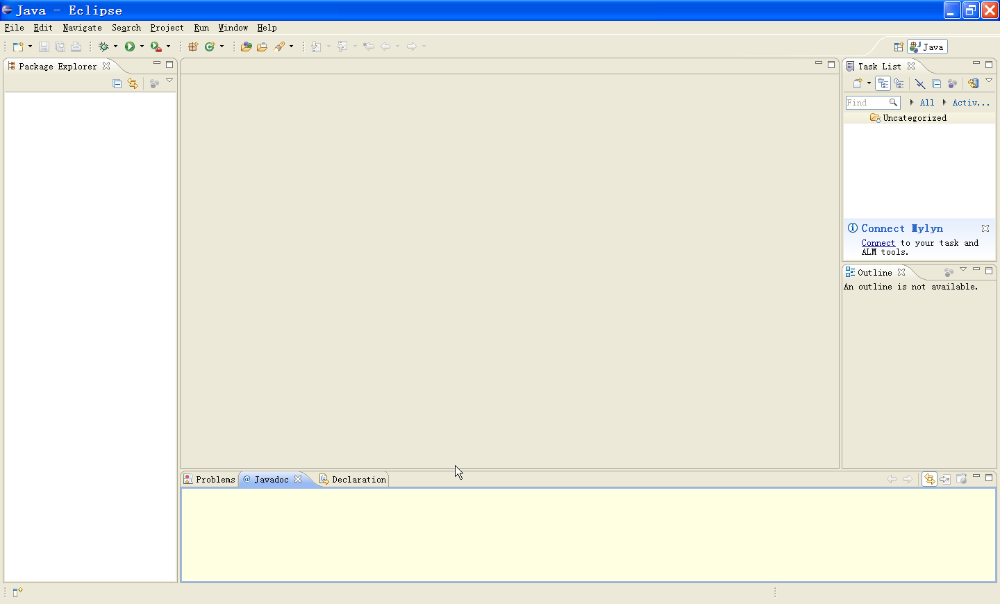 Java - Eclipse
File Edit Navigate Search Project Run Window Help
Java
Package Explorer
Task List
Find All Activ...
Uncategorized
Connect Mylyn
Connect to your task and
ALM tools.
Outline
An outline is not available.
Problems @ Javadoc Declaration